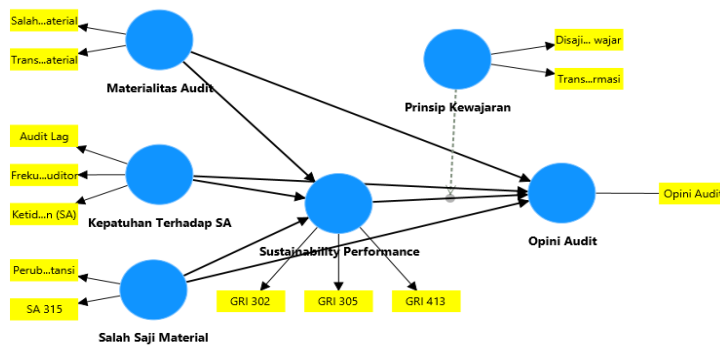 Salah...aterial
Trans...aterial
Materialitas Audit
Disaji... wajar
Trans...rmasi
Prinsip Kewajaran
Audit Lag
Freku...uditor
Ketid...n (SA)
Kepatuhan Terhadap SA
Sustainability Performance
Opini Audit
Opini Audit
Perub...tansi
SA 315
Salah Saji Material
GRI 302
GRI 305
GRI 413